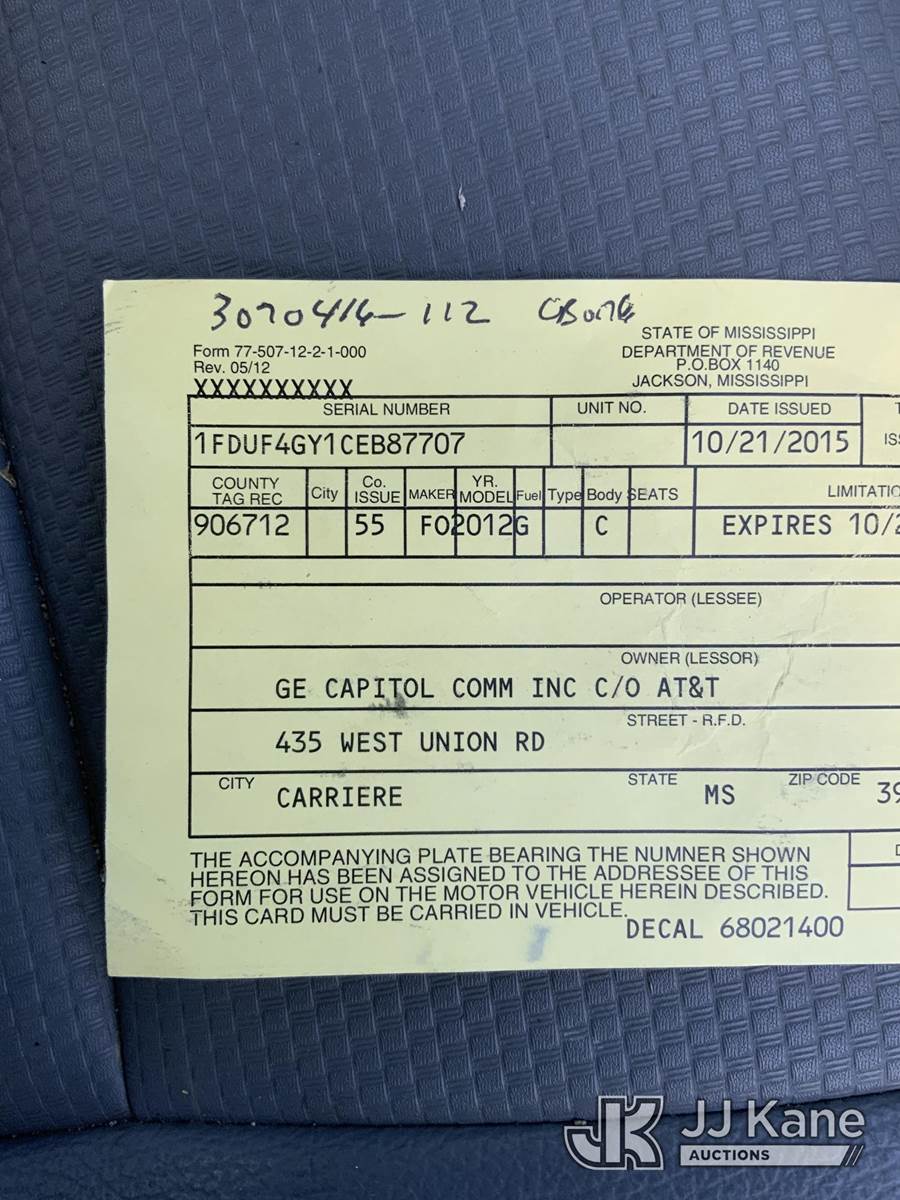 3070416-112
STATE OF MISSISSIPPI
DEPARTMENT OF REVENUE
P.O.BOX 1140
JACKSON, MISSISSIPPI
Form 77-507-12-2-1-000
Rev. 05/12
XXXXXXXXXX
SERIAL NUMBER UNIT NO. DATE ISSUED
1FDUF4GY1CEB87707 10/21/2015
COUNTY TAG REC City Co. ISSUE MAKER YR. MODEL Fuel Type Body SEATS
906712 55 FO 2012 G C EXPIRES 10/2
OPERATOR (LESSEE)
OWNER (LESSOR)
GE CAPITOL COMM INC C/O AT&T
STREET - R.F.D.
435 WEST UNION RD
CITY STATE ZIP CODE
CARRIERE MS 39
THE ACCOMPANYING PLATE BEARING THE NUMNER SHOWN
HEREON HAS BEEN ASSIGNED TO THE ADDRESSEE OF THIS
FORM FOR USE ON THE MOTOR VEHICLE HEREIN DESCRIBED.
THIS CARD MUST BE CARRIED IN VEHICLE.
DECAL 68021400
JK JJ Kane
AUCTIONS